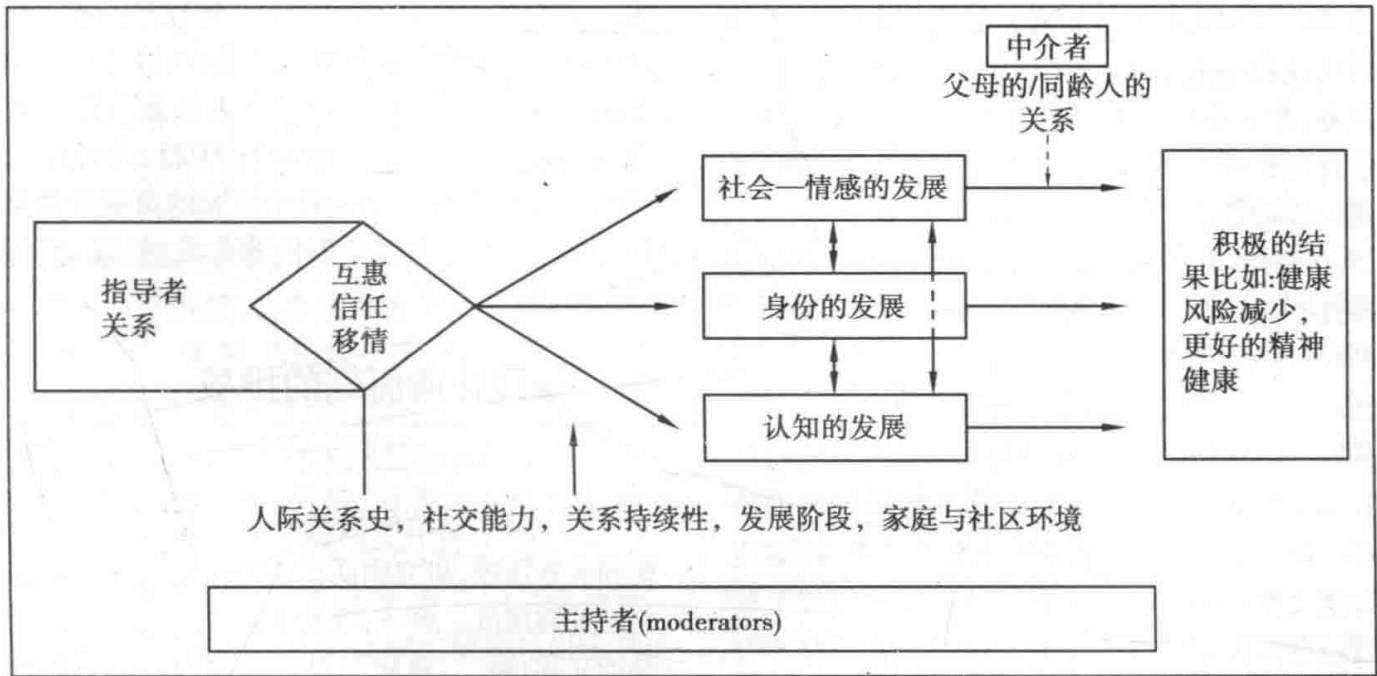 中介者
父母的/同龄人的
关系
社会—情感的发展
指导者
关系
互惠
信任
移情
身份的发展
认知的发展
积极的结
果比如:健康
风险减少，
更好的精神
健康
人际关系史，社交能力，关系持续性，发展阶段，家庭与社区环境
主持者(moderators)